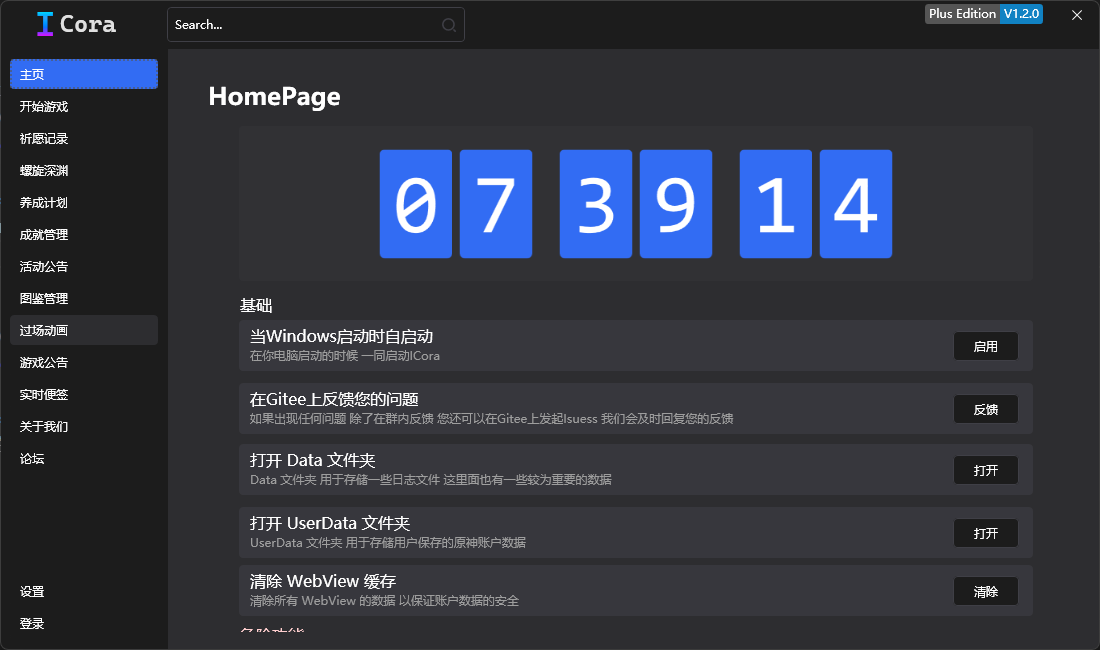 I Cora
Search...
Plus Edition V1.2.0
主页
开始游戏
祈愿记录
螺旋深渊
养成计划
成就管理
活动公告
图鉴管理
过场动画
游戏公告
实时便签
关于我们
论坛
设置
登录
HomePage
07 39 14
基础
当Windows启动时自启动
在你电脑启动的时候 一同启动ICora
启用
在Gitee上反馈您的问题
如果出现任何问题 除了在群内反馈 您还可以在Gitee上发起Isuess 我们会及时回复您的反馈
反馈
打开 Data 文件夹
Data 文件夹 用于存储一些日志文件 这里面也有一些较为重要的数据
打开
打开 UserData 文件夹
UserData 文件夹 用于存储用户保存的原神账户数据
打开
清除 WebView 缓存
清除所有 WebView 的数据 以保证账户数据的安全
清除